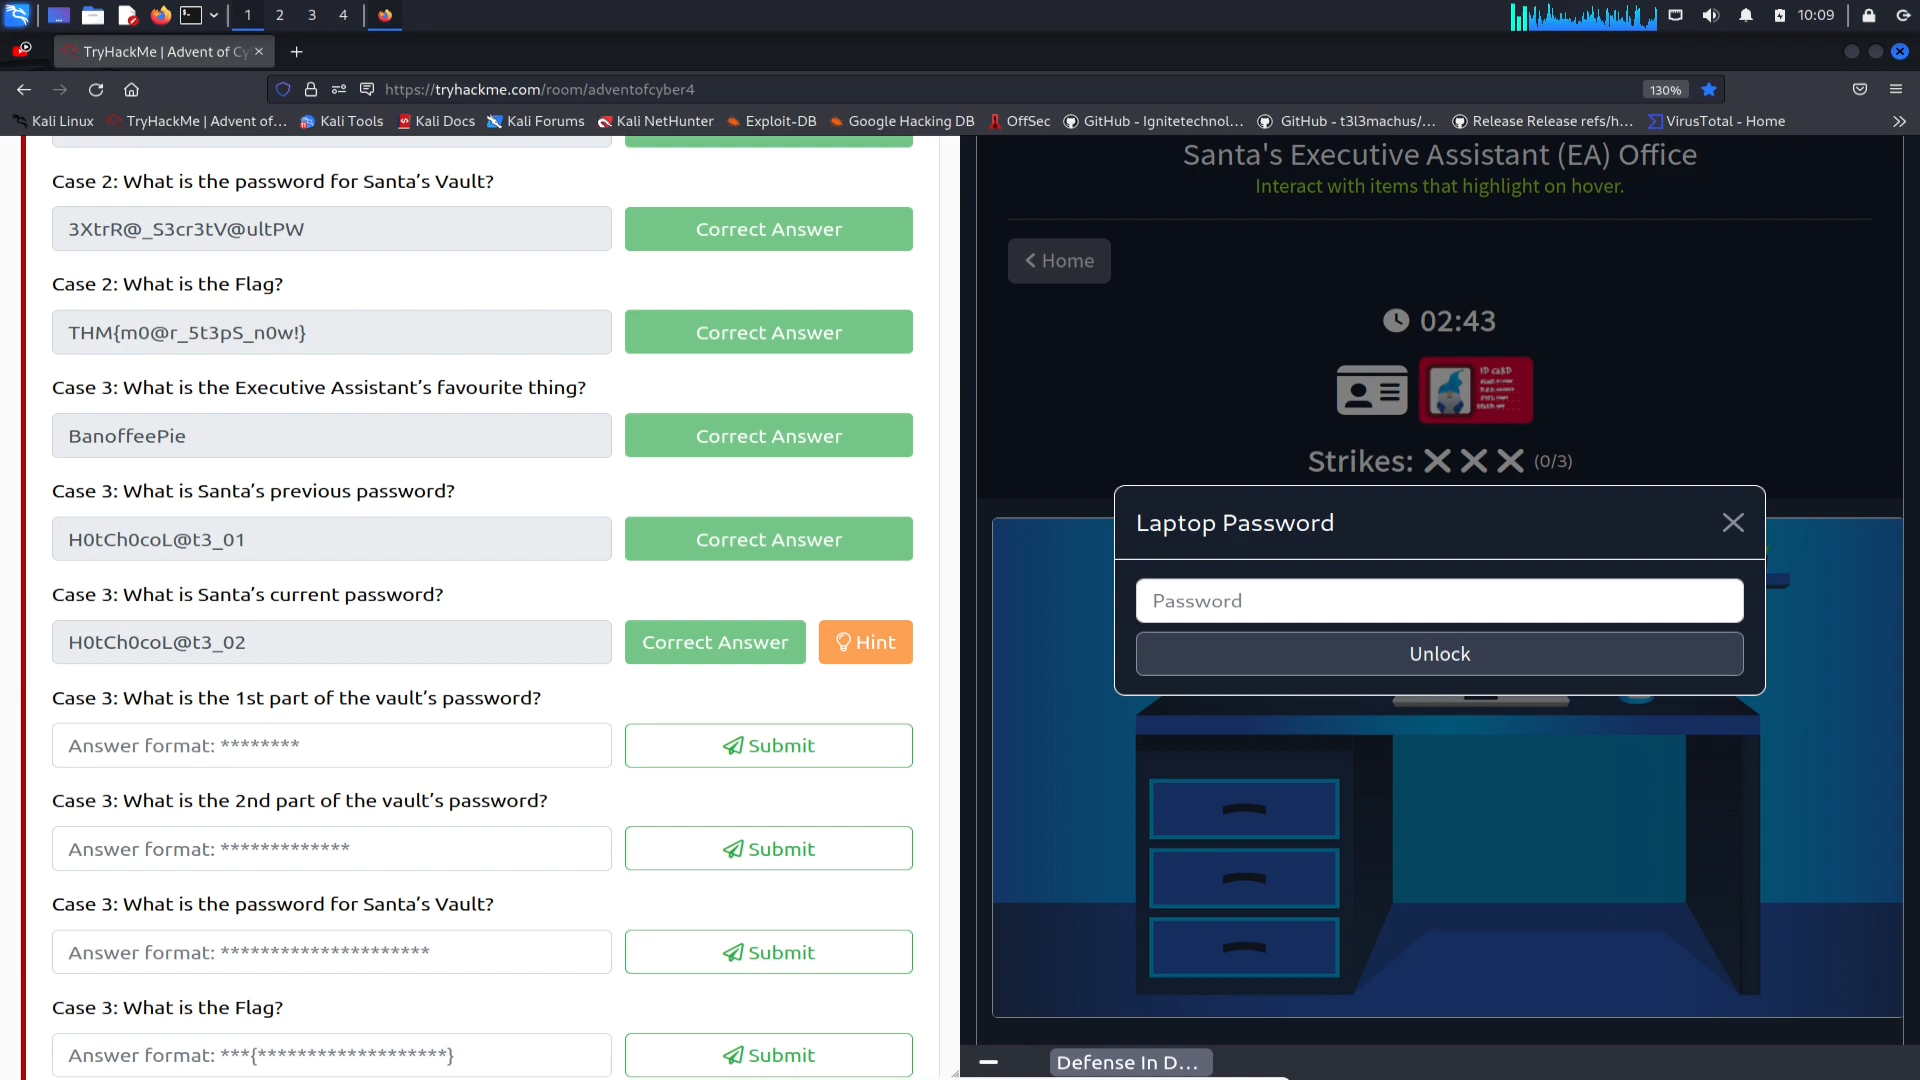 1 2 3 4
10:09
TryHackMe | Advent of Cy
https://tryhackme.com/room/adventofcyber4
130%
Kali Linux
TryHackMe | Advent of...
Kali Tools
Kali Docs
Kali Forums
Kali NetHunter
Exploit-DB
Google Hacking DB
OffSec
GitHub - Ignitetechnol...
GitHub - t3l3machus/...
Release Release refs/h...
VirusTotal - Home
Case 2: What is the password for Santa’s Vault?
3XtrR@_S3cr3tV@ultPW
Correct Answer
Case 2: What is the Flag?
THM{m0@r_5t3pS_n0w!}
Correct Answer
Case 3: What is the Executive Assistant’s favourite thing?
BanoffeePie
Correct Answer
Case 3: What is Santa’s previous password?
H0tCh0coL@t3_01
Correct Answer
Case 3: What is Santa’s current password?
H0tCh0coL@t3_02
Correct Answer
Hint
Case 3: What is the 1st part of the vault’s password?
Answer format: ********
Submit
Case 3: What is the 2nd part of the vault’s password?
Answer format: *************
Submit
Case 3: What is the password for Santa’s Vault?
Answer format: *********************
Submit
Case 3: What is the Flag?
Answer format: ***{*******************}
Submit
Santa's Executive Assistant (EA) Office
Interact with items that highlight on hover.
Home
02:43
ID CARD
Strikes: (0/3)
Laptop Password
Password
Unlock
Defense In D...